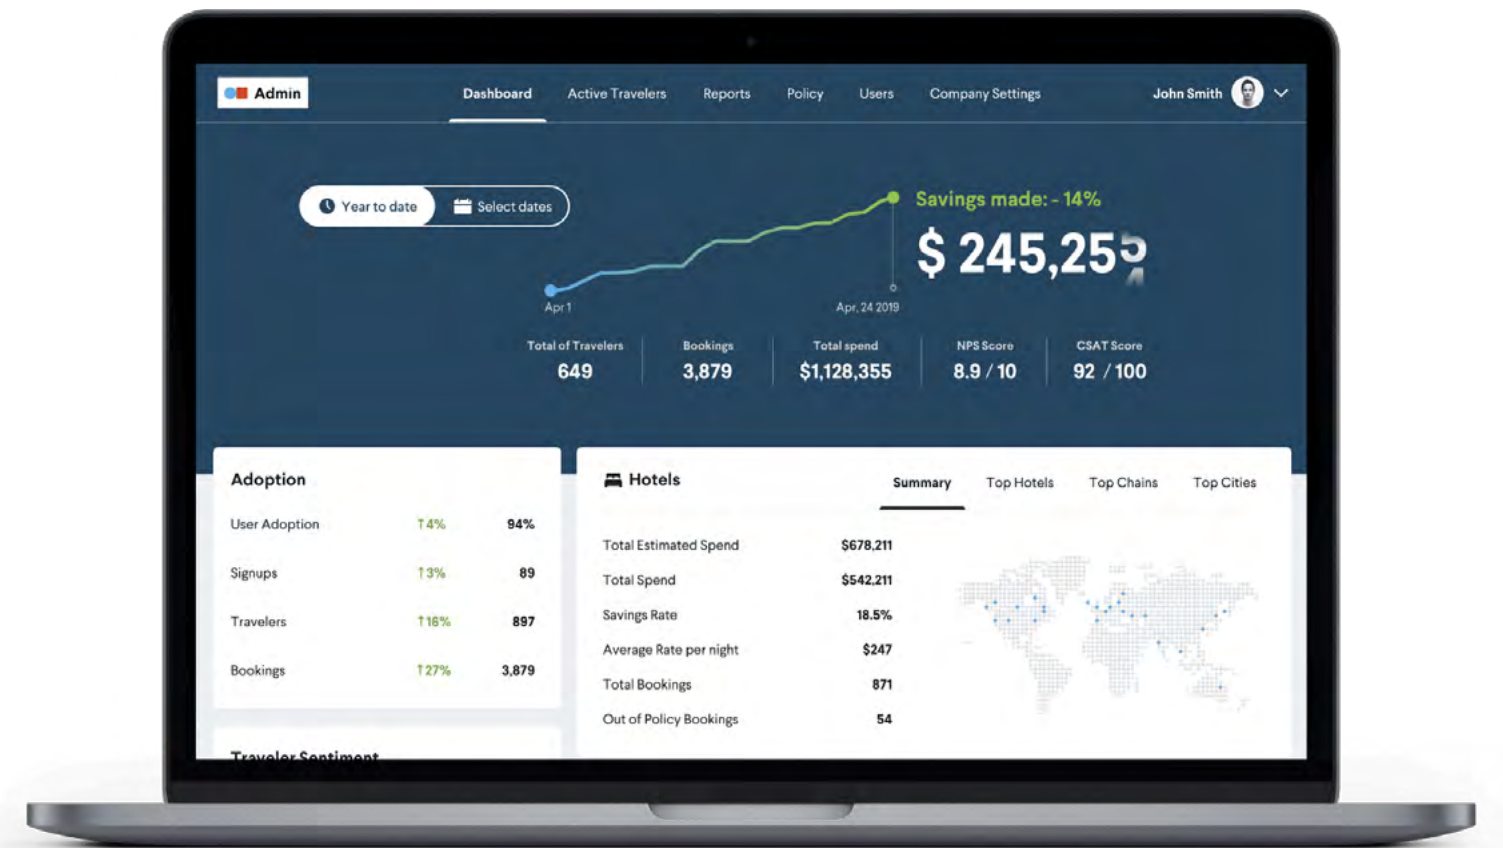 Admin
Dashboard Active Travelers Reports Policy Users Company Settings
John Smith
Year to date Select dates
Savings made: - 14%
$ 245,25
Apr 1
Apr, 24 2019
Total of Travelers Bookings Total spend NPS Score CSAT Score
649 3,879 $1,128,355 8.9 / 10 92 / 100
Adoption
User Adoption ↑4% 94%
Signups ↑3% 89
Travelers ↑16% 897
Bookings ↑27% 3,879
Traveler Sentiment
Hotels
Summary Top Hotels Top Chains Top Cities
Total Estimated Spend $678,211
Total Spend $542,211
Savings Rate 18.5%
Average Rate per night $247
Total Bookings 871
Out of Policy Bookings 54